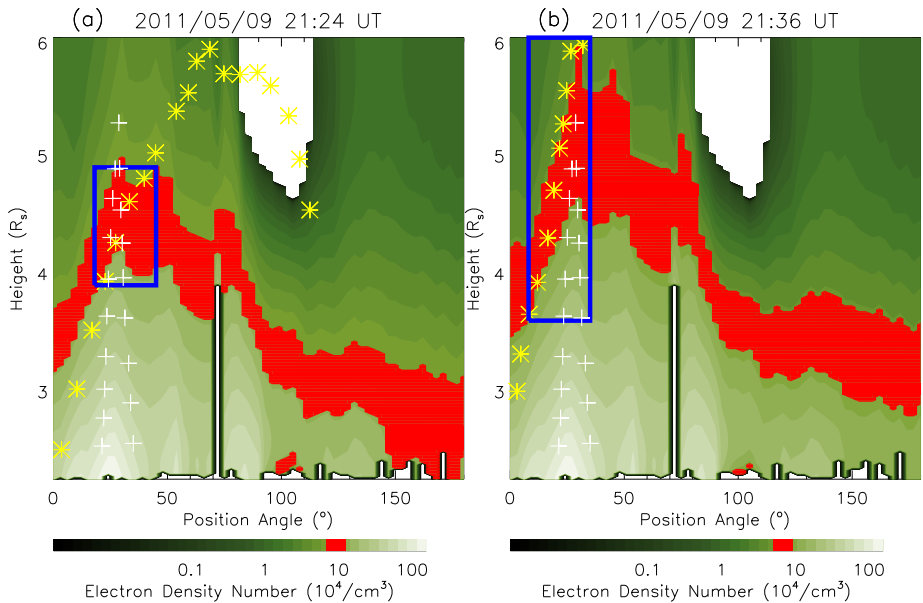 (a) 2011/05/09 21:24 UT
(b) 2011/05/09 21:36 UT
6
5
4
3
Heigent (Rs)
0 50 100 150
Position Angle (°)
0.1 1 10 100
Electron Density Number (10⁴/cm³)
6
5
4
3
Heigent (Rs)
0 50 100 150
Position Angle (°)
0.1 1 10 100
Electron Density Number (10⁴/cm³)